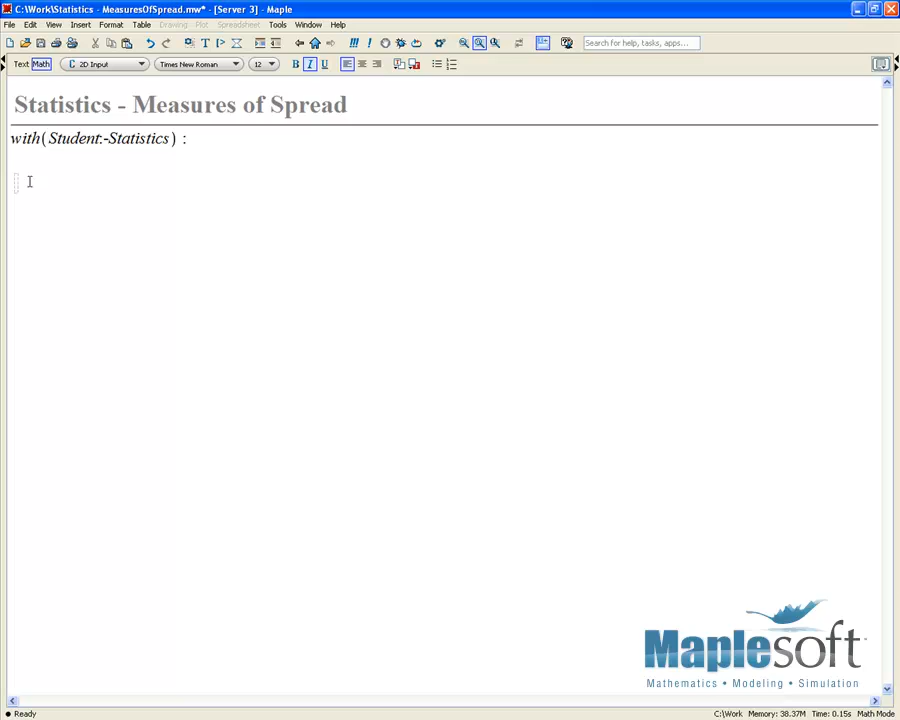 C:\Work\Statistics - MeasuresOfSpread.mw* - [Server 3] - Maple
File Edit View Insert Format Table Drawing Plot Spreadsheet Tools Window Help
Search for help, tasks, apps...
Text Math C 2D Input Times New Roman 12 B I U
Statistics - Measures of Spread
with(Student:-Statistics) :
Maplesoft
Mathematics • Modeling • Simulation
Ready C:\Work Memory: 38.37M Time: 0.15s Math Mode